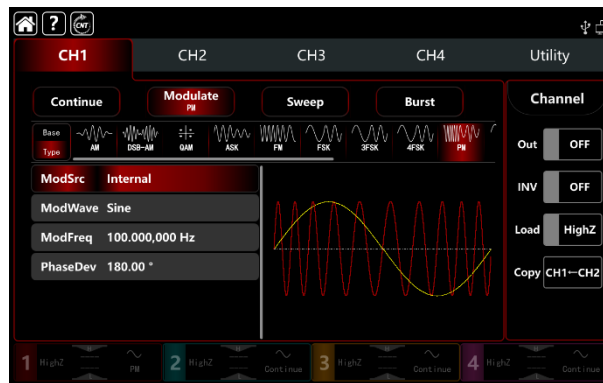 ? CNT
CH1 CH2 CH3 CH4 Utility
Continue Modulate Sweep Burst Channel
PM
Base AM DSB-AM QAM ASK FM FSK 3FSK 4FSK PM
Type
Out OFF
ModSrc Internal
INV OFF
ModWave Sine
ModFreq 100.000,000 Hz
Load HighZ
PhaseDev 180.00 °
Copy CH1←CH2
1 HighZ PM 2 HighZ Continue 3 HighZ Continue 4 HighZ Continue